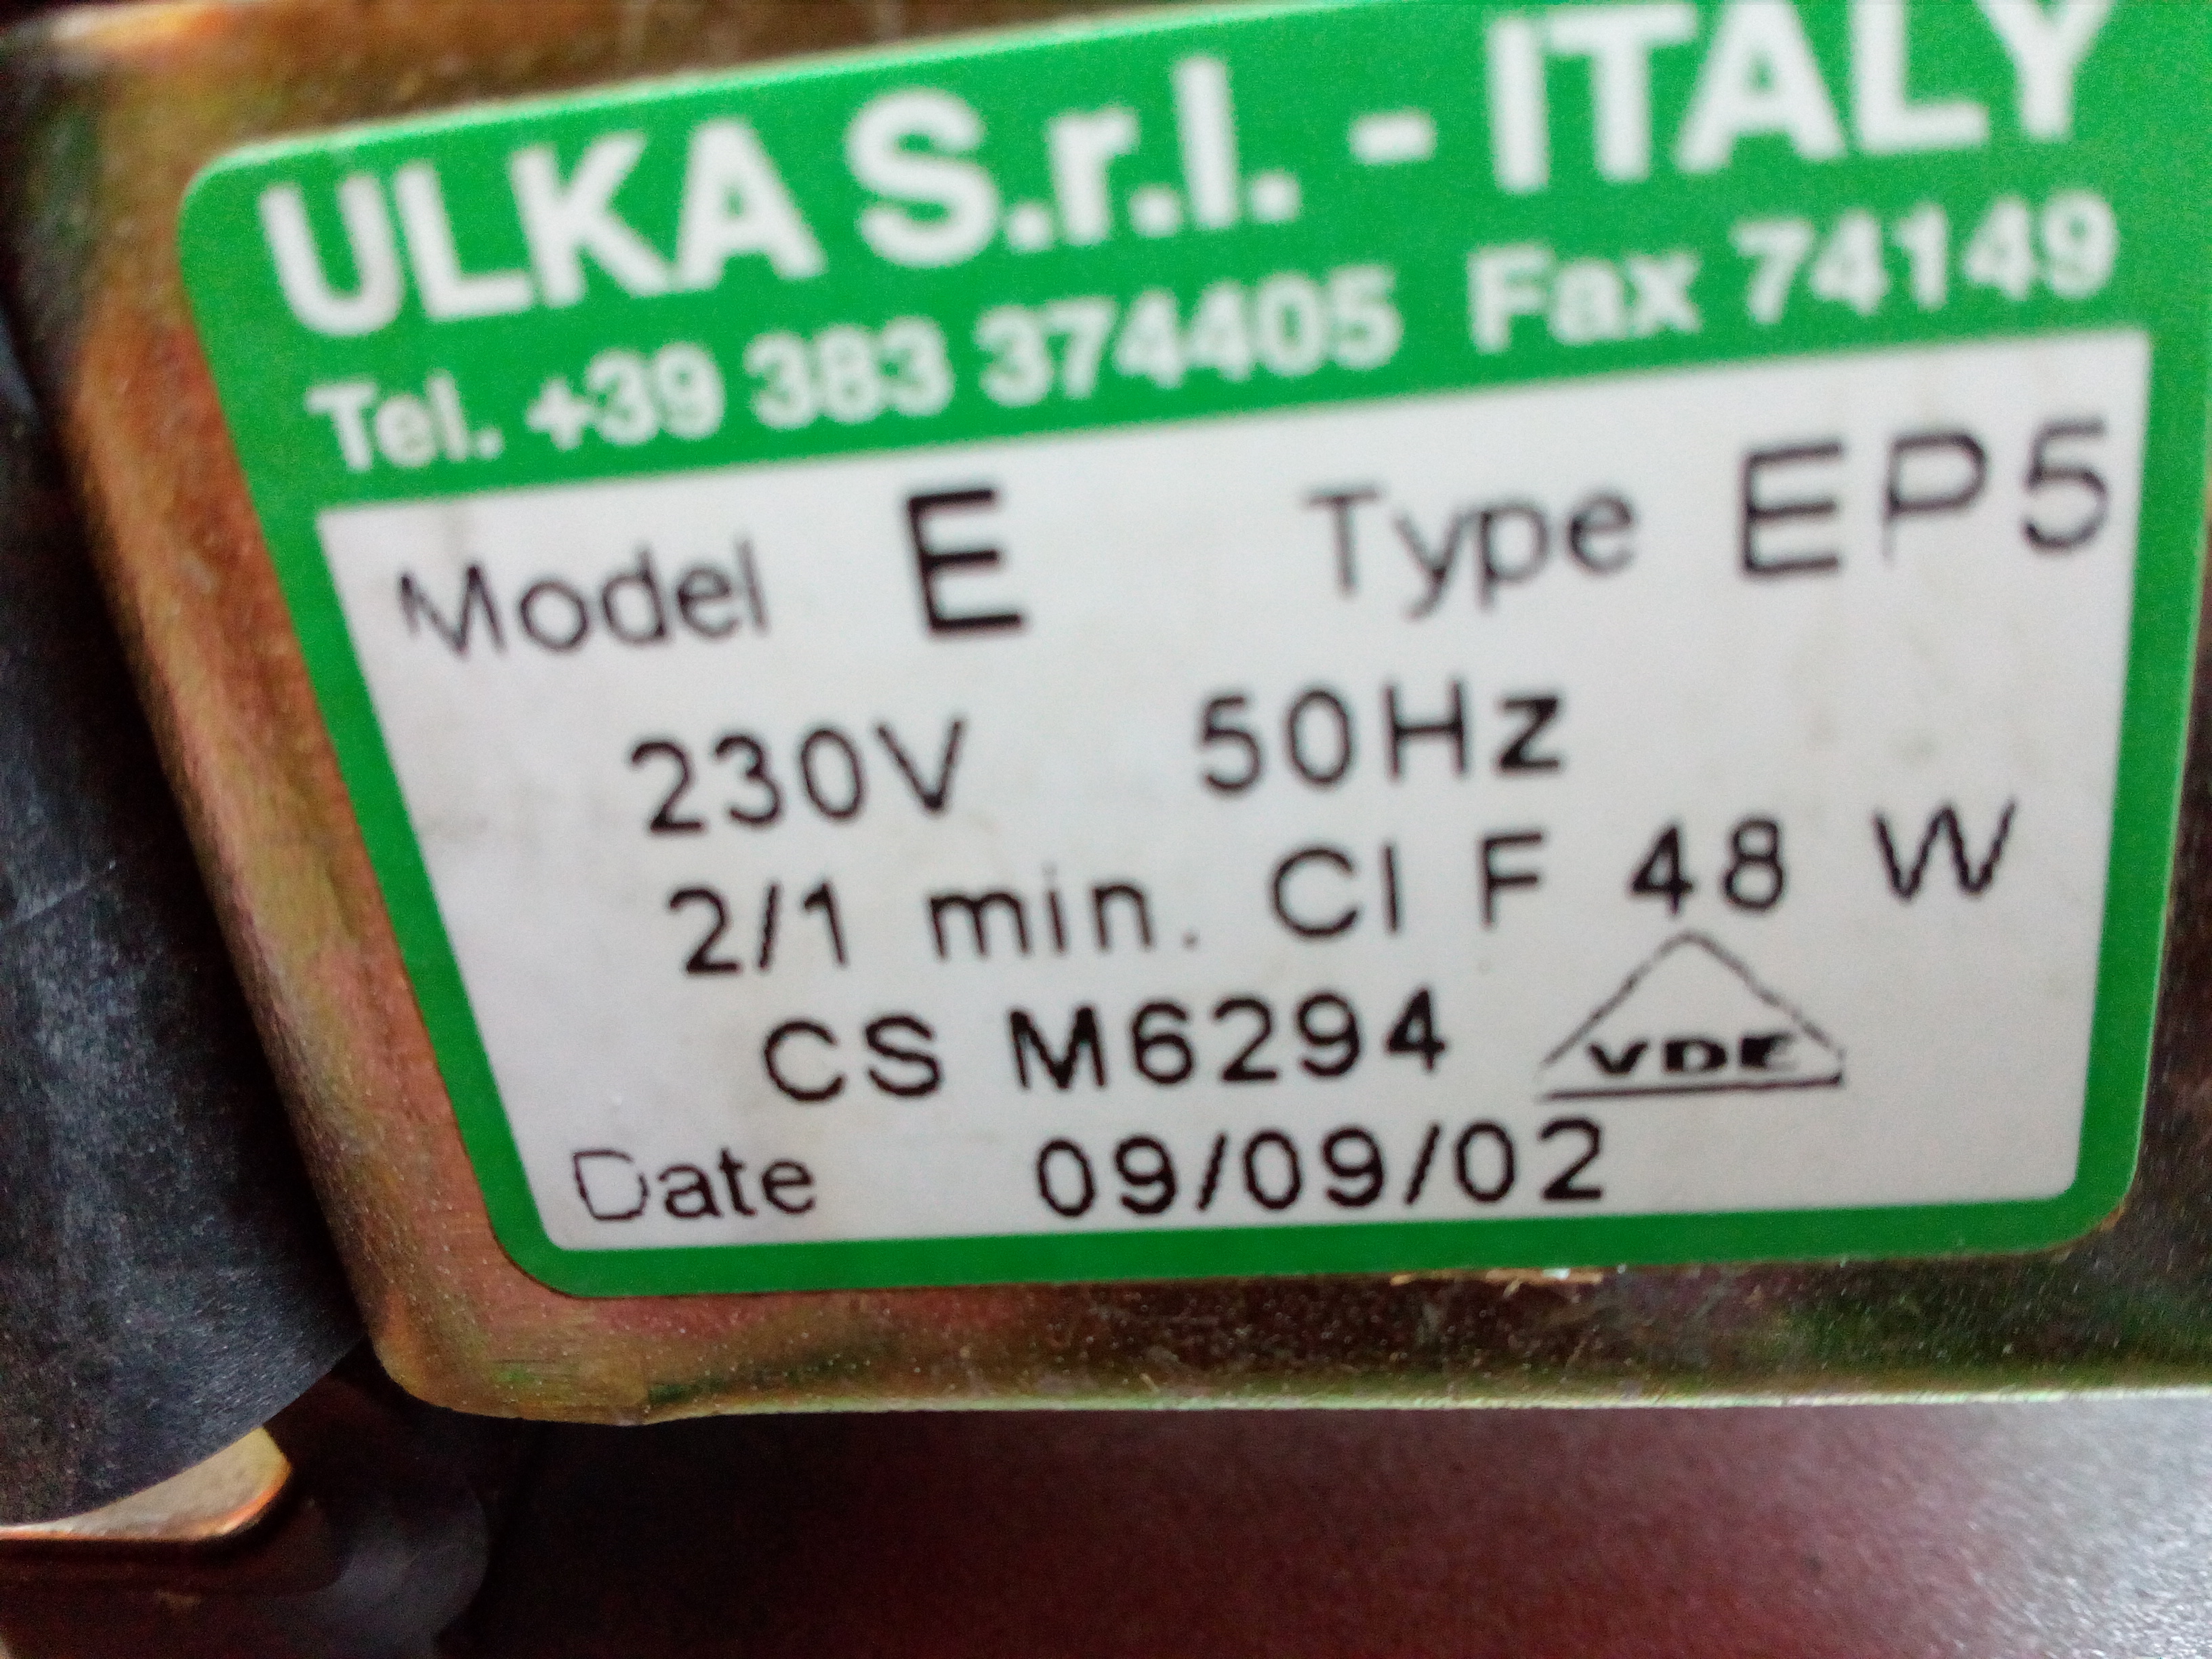 ULKA S.r.l. - ITALY
Tel. +39 383 374405 Fax 74149
Model E Type EP5
230V 50Hz
2/1 min. Cl F 48 W
CS M6294 VDE
Date 09/09/02